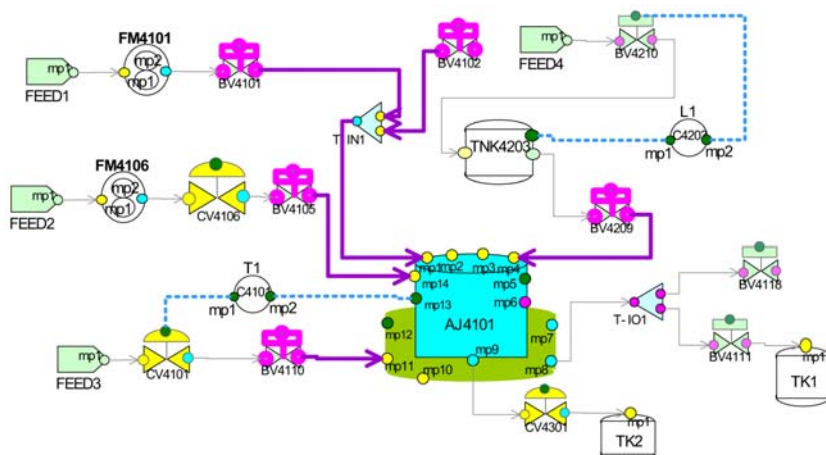 FM4101
mp1
mp2
mp1
FEED1
BV4101
BV4102
mp1
FEED4
BV4210
T IN1
L1
C4202
mp1
mp2
TNK4203
FM4106
mp1
mp2
mp1
FEED2
CV4106
BV4105
BV4209
mp1
mp2
mp3
mp4
mp14
mp5
mp13
mp6
T1
C4101
mp1
mp2
AJ4101
mp12
mp7
mp9
mp8
mp11
mp10
T-IO1
BV4118
BV4111
mp1
TK1
mp1
FEED3
CV4101
BV4110
CV4301
mp1
TK2